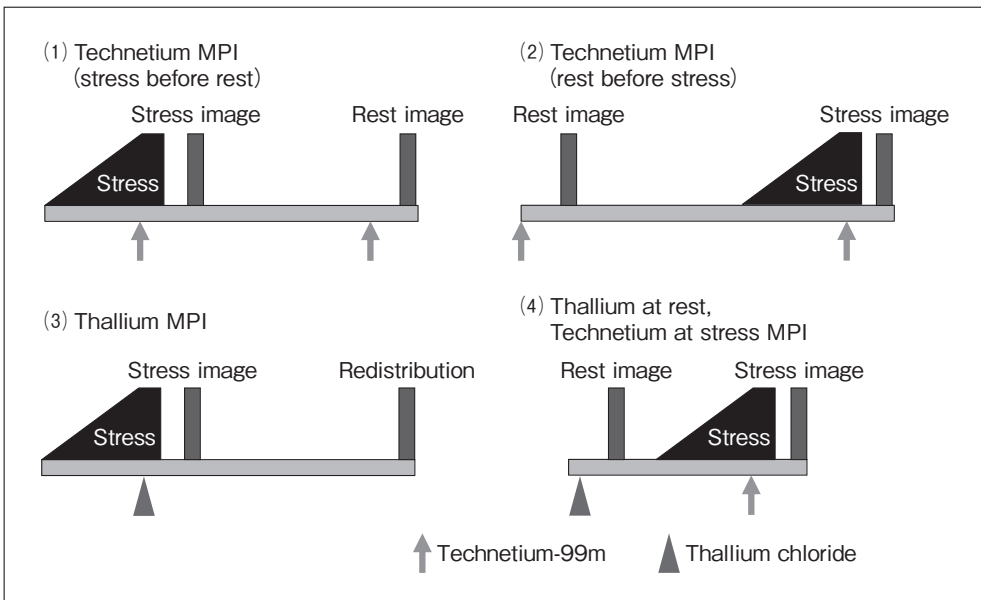 (1) Technetium MPI
(stress before rest)
Stress image
Rest image
Stress
(2) Technetium MPI
(rest before stress)
Rest image
Stress image
Stress
(3) Thallium MPI
Stress image
Redistribution
Stress
(4) Thallium at rest,
Technetium at stress MPI
Rest image
Stress image
Stress
Technetium-99m
Thallium chloride